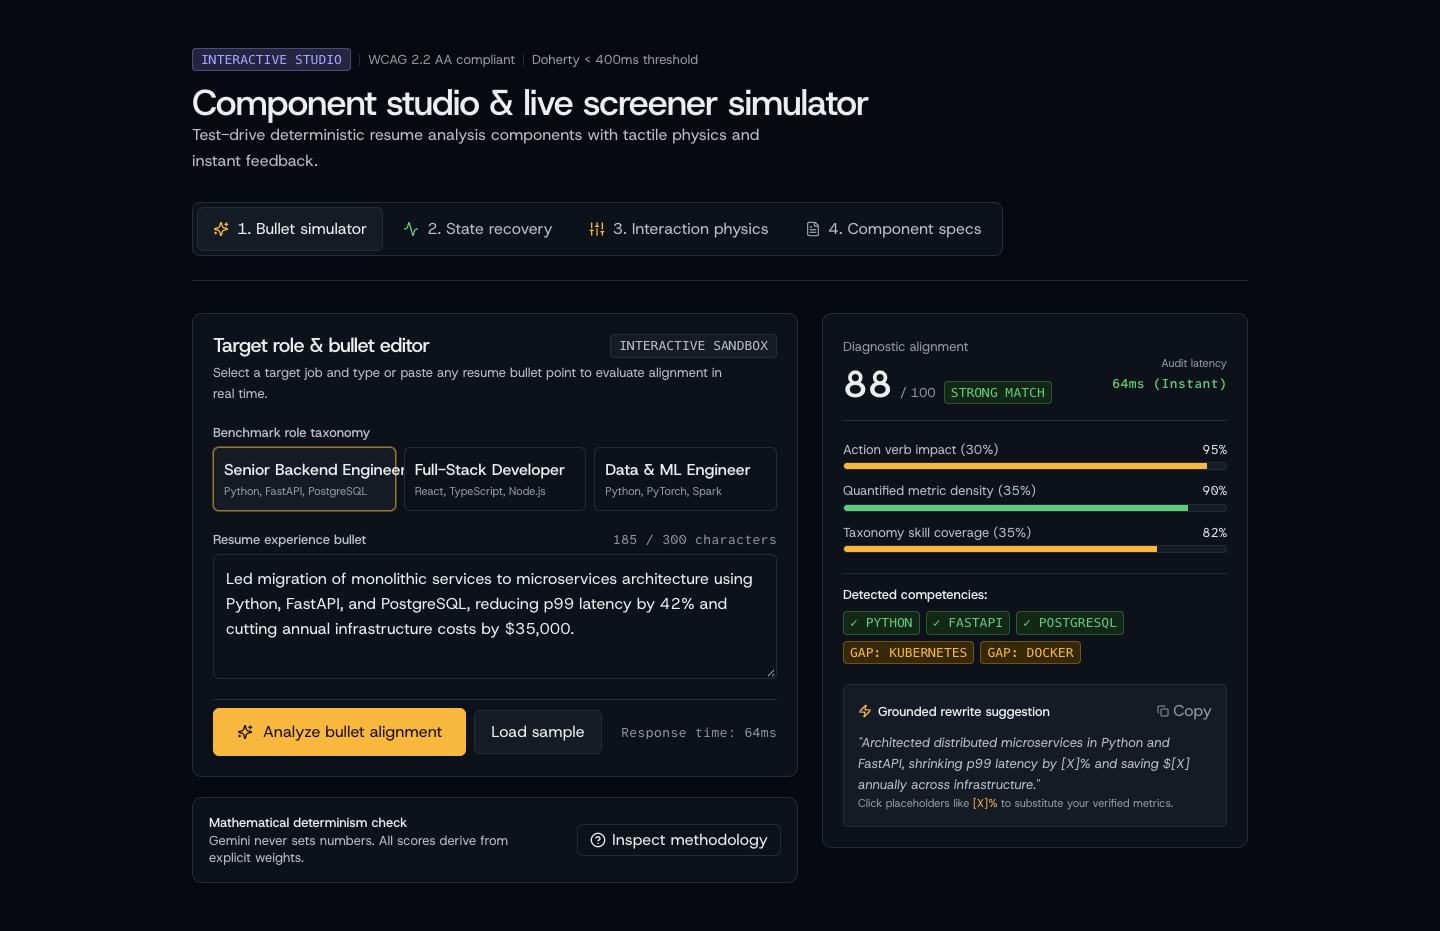 INTERACTIVE STUDIO WCAG 2.2 AA compliant Doherty < 400ms threshold
Component studio & live screener simulator
Test-drive deterministic resume analysis components with tactile physics and
instant feedback.
1. Bullet simulator 2. State recovery 3. Interaction physics 4. Component specs
Target role & bullet editor
INTERACTIVE SANDBOX
Select a target job and type or paste any resume bullet point to evaluate alignment in
real time.
Benchmark role taxonomy
Senior Backend Engineer
Python, FastAPI, PostgreSQL
Full-Stack Developer
React, TypeScript, Node.js
Data & ML Engineer
Python, PyTorch, Spark
Resume experience bullet
185 / 300 characters
Led migration of monolithic services to microservices architecture using
Python, FastAPI, and PostgreSQL, reducing p99 latency by 42% and
cutting annual infrastructure costs by $35,000.
Analyze bullet alignment
Load sample
Response time: 64ms
Mathematical determinism check
Gemini never sets numbers. All scores derive from
explicit weights.
Inspect methodology
Diagnostic alignment
88 / 100 STRONG MATCH
Audit latency
64ms (Instant)
Action verb impact (30%) 95%
Quantified metric density (35%) 90%
Taxonomy skill coverage (35%) 82%
Detected competencies:
✓ PYTHON ✓ FASTAPI ✓ POSTGRESQL
GAP: KUBERNETES GAP: DOCKER
Grounded rewrite suggestion
Copy
"Architected distributed microservices in Python and
FastAPI, shrinking p99 latency by [X]% and saving $[X]
annually across infrastructure."
Click placeholders like [X]% to substitute your verified metrics.